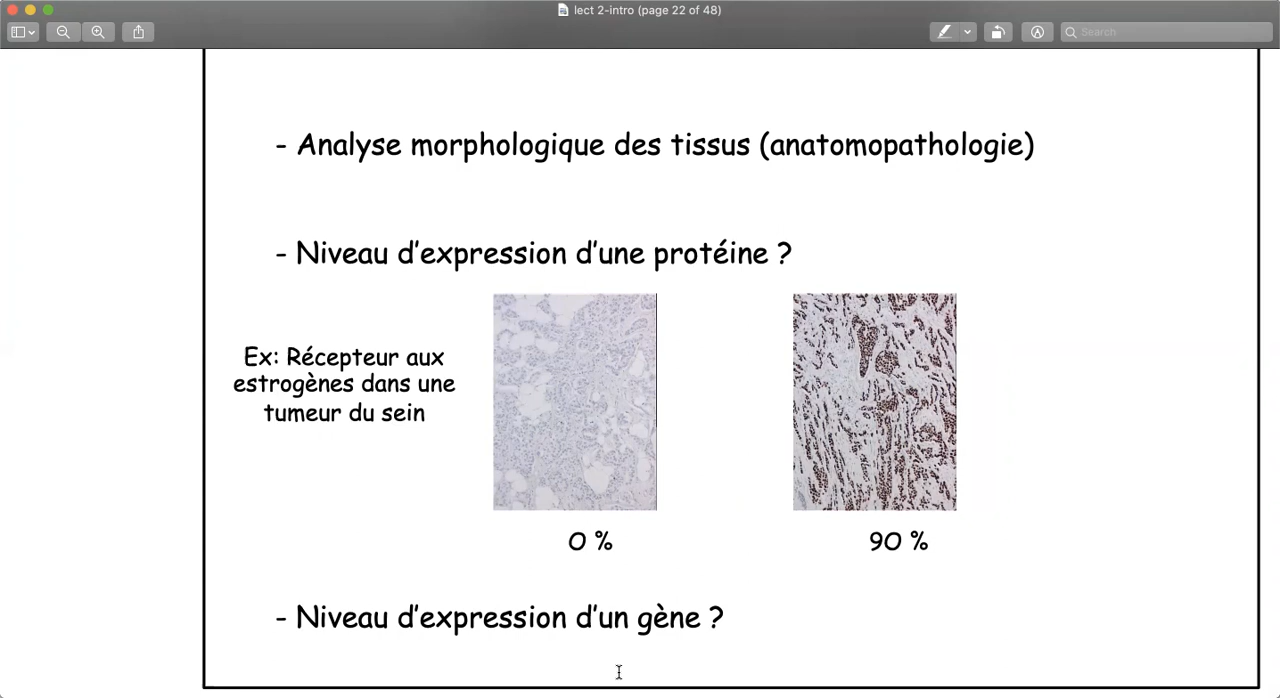 lect 2-intro (page 22 of 48)
Search
- Analyse morphologique des tissus (anatomopathologie)
- Niveau d'expression d'une protéine ?
Ex: Récepteur aux
estrogènes dans une
tumeur du sein
0 %
90 %
- Niveau d'expression d'un gène ?